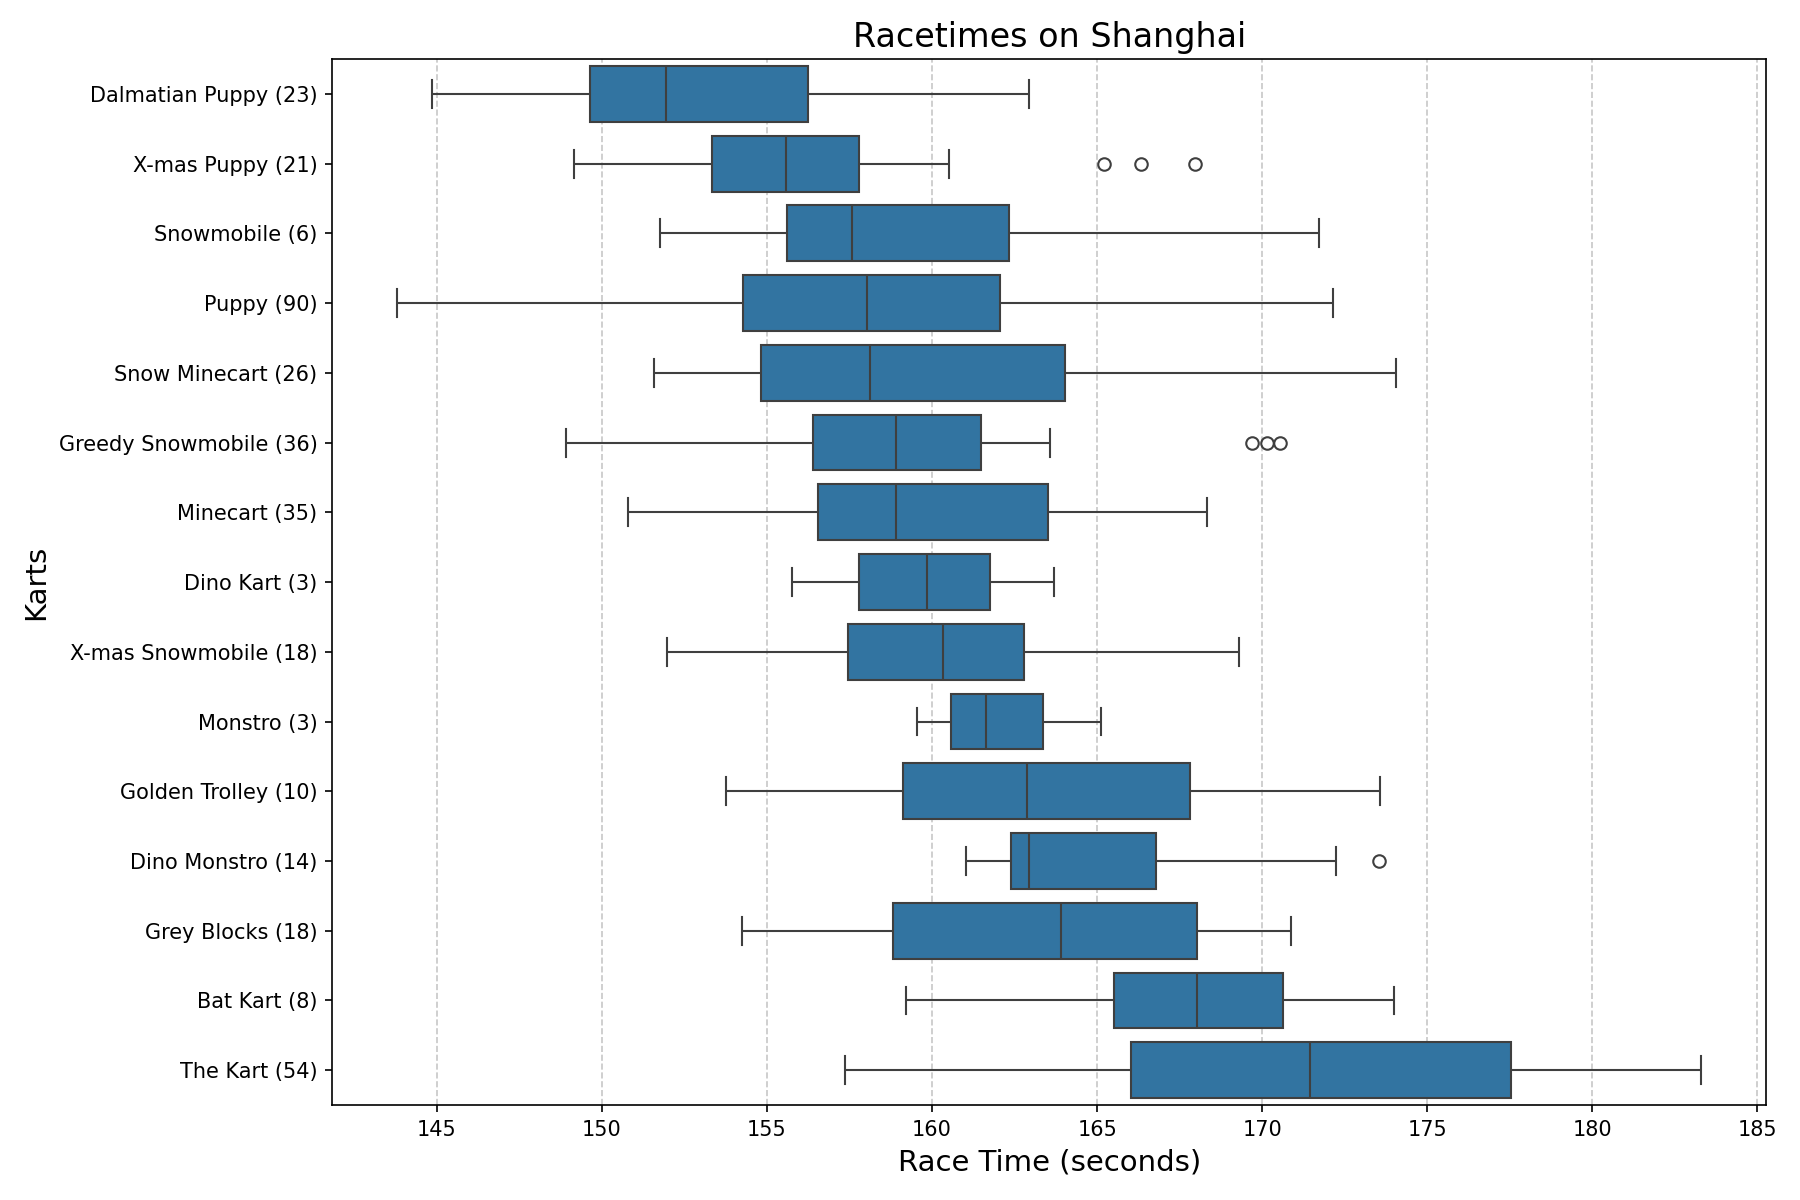 Racetimes on Shanghai
Dalmatian Puppy (23)
X-mas Puppy (21)
Snowmobile (6)
Puppy (90)
Snow Minecart (26)
Greedy Snowmobile (36)
Minecart (35)
Dino Kart (3)
X-mas Snowmobile (18)
Monstro (3)
Golden Trolley (10)
Dino Monstro (14)
Grey Blocks (18)
Bat Kart (8)
The Kart (54)
Karts
145 150 155 160 165 170 175 180 185
Race Time (seconds)